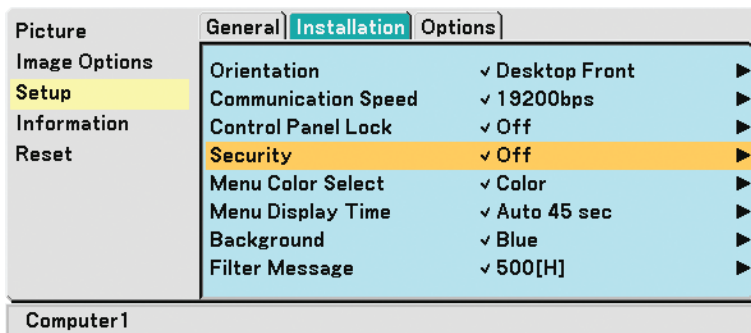 Picture
Image Options
Setup
Information
Reset
General Installation Options
Orientation ✓ Desktop Front ▶
Communication Speed ✓ 19200bps ▶
Control Panel Lock ✓ Off ▶
Security ✓ Off ▶
Menu Color Select ✓ Color ▶
Menu Display Time ✓ Auto 45 sec ▶
Background ✓ Blue ▶
Filter Message ✓ 500[H] ▶
Computer1